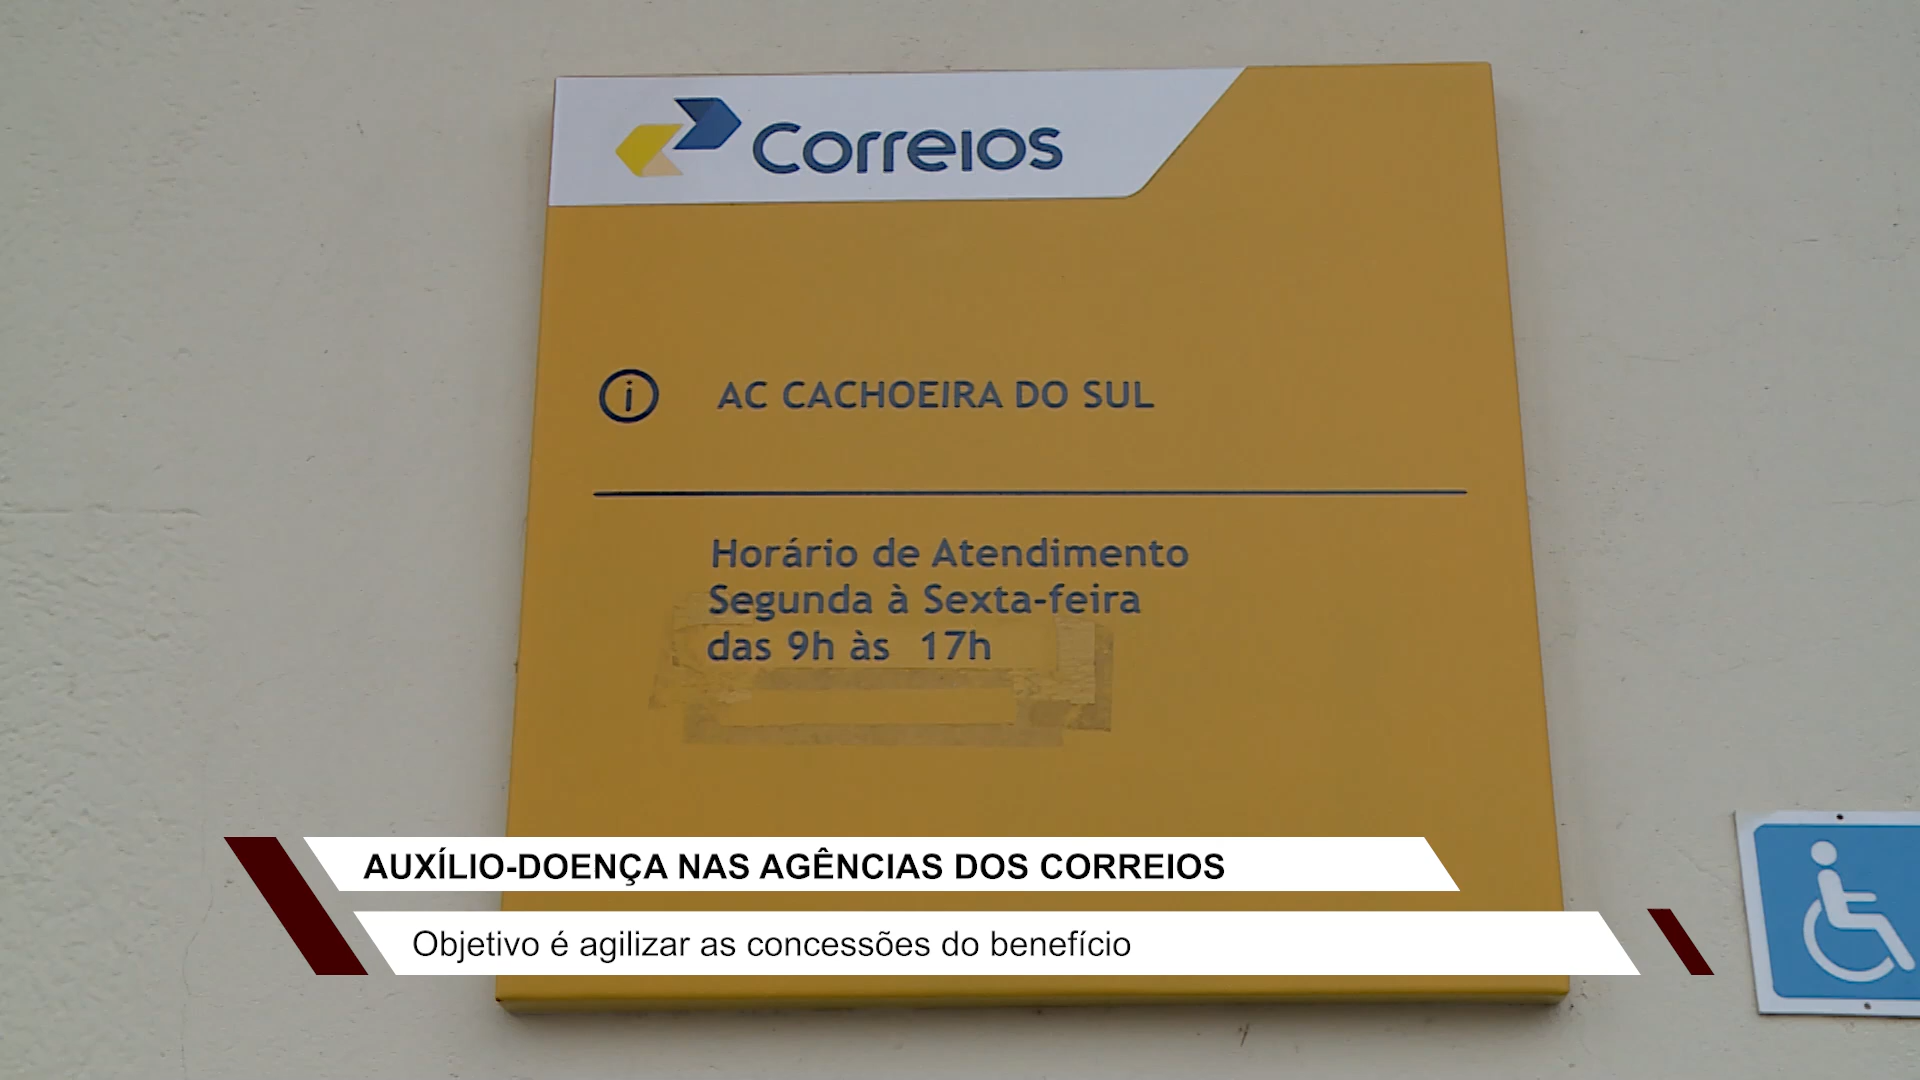 Correios
i
AC CACHOEIRA DO SUL
Horário de Atendimento
Segunda à Sexta-feira
das 9h às 17h
AUXÍLIO-DOENÇA NAS AGÊNCIAS DOS CORREIOS
Objetivo é agilizar as concessões do benefício